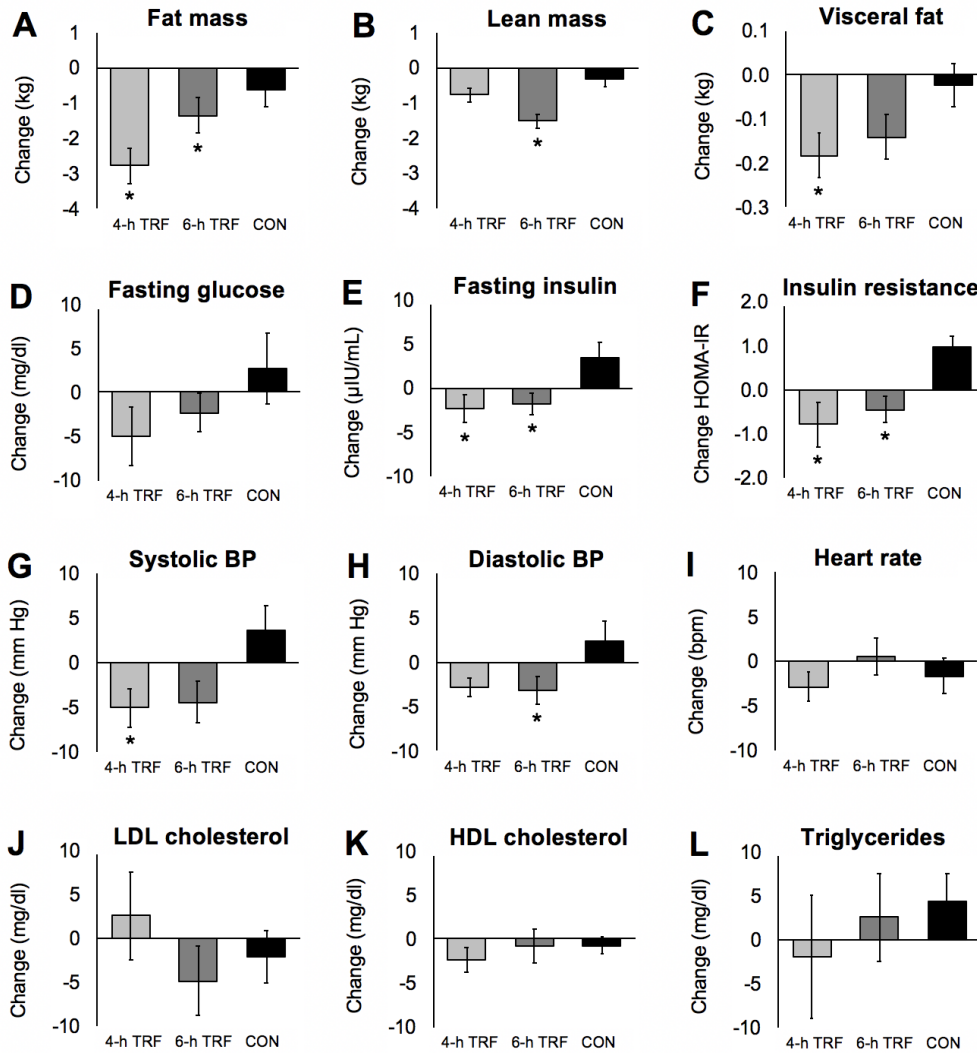 A Fat mass
Change (kg)
1
0
-1
-2
-3
-4
*
*
4-h TRF 6-h TRF CON
B Lean mass
Change (kg)
1
0
-1
-2
-3
-4
*
4-h TRF 6-h TRF CON
C Visceral fat
Change (kg)
0.1
0.0
-0.1
-0.2
-0.3
*
4-h TRF 6-h TRF CON
D Fasting glucose
Change (mg/dl)
10
5
0
-5
-10
4-h TRF 6-h TRF CON
E Fasting insulin
Change (µIU/mL)
10
5
0
-5
-10
* *
4-h TRF 6-h TRF CON
F Insulin resistance
Change HOMA-IR
2.0
1.0
0.0
-1.0
-2.0
*
*
4-h TRF 6-h TRF CON
G Systolic BP
Change (mm Hg)
10
5
0
-5
-10
*
4-h TRF 6-h TRF CON
H Diastolic BP
Change (mm Hg)
10
5
0
-5
-10
*
4-h TRF 6-h TRF CON
I Heart rate
Change (bpm)
10
5
0
-5
-10
4-h TRF 6-h TRF CON
J LDL cholesterol
Change (mg/dl)
10
5
0
-5
-10
4-h TRF 6-h TRF CON
K HDL cholesterol
Change (mg/dl)
10
5
0
-5
-10
4-h TRF 6-h TRF CON
L Triglycerides
Change (mg/dl)
10
5
0
-5
-10
4-h TRF 6-h TRF CON